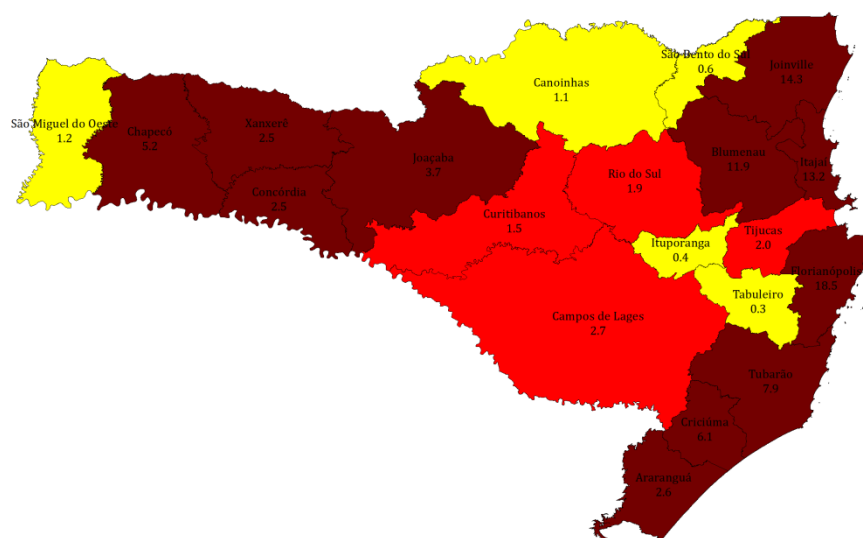 São Bento do Sul
0.6
Joinville
14.3
Canoinhas
1.1
São Miguel do Oeste
1.2
Chapecó
5.2
Xanxerê
2.5
Joaçaba
3.7
Blumenau
11.9
Itajaí
13.2
Rio do Sul
1.9
Concórdia
2.5
Curitibanos
1.5
Ituporanga
0.4
Tijucas
2.0
Florianópolis
18.5
Tabuleiro
0.3
Campos de Lages
2.7
Tubarão
7.9
Criciúma
6.1
Araranguá
2.6